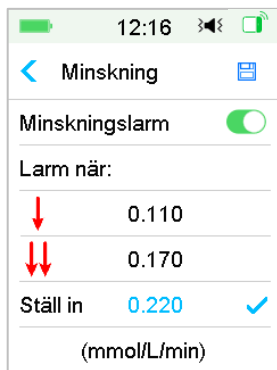 12:16
Minskning
Minskningslarm
Larm när:
0.110
0.170
Ställ in 0.220
(mmol/L/min)